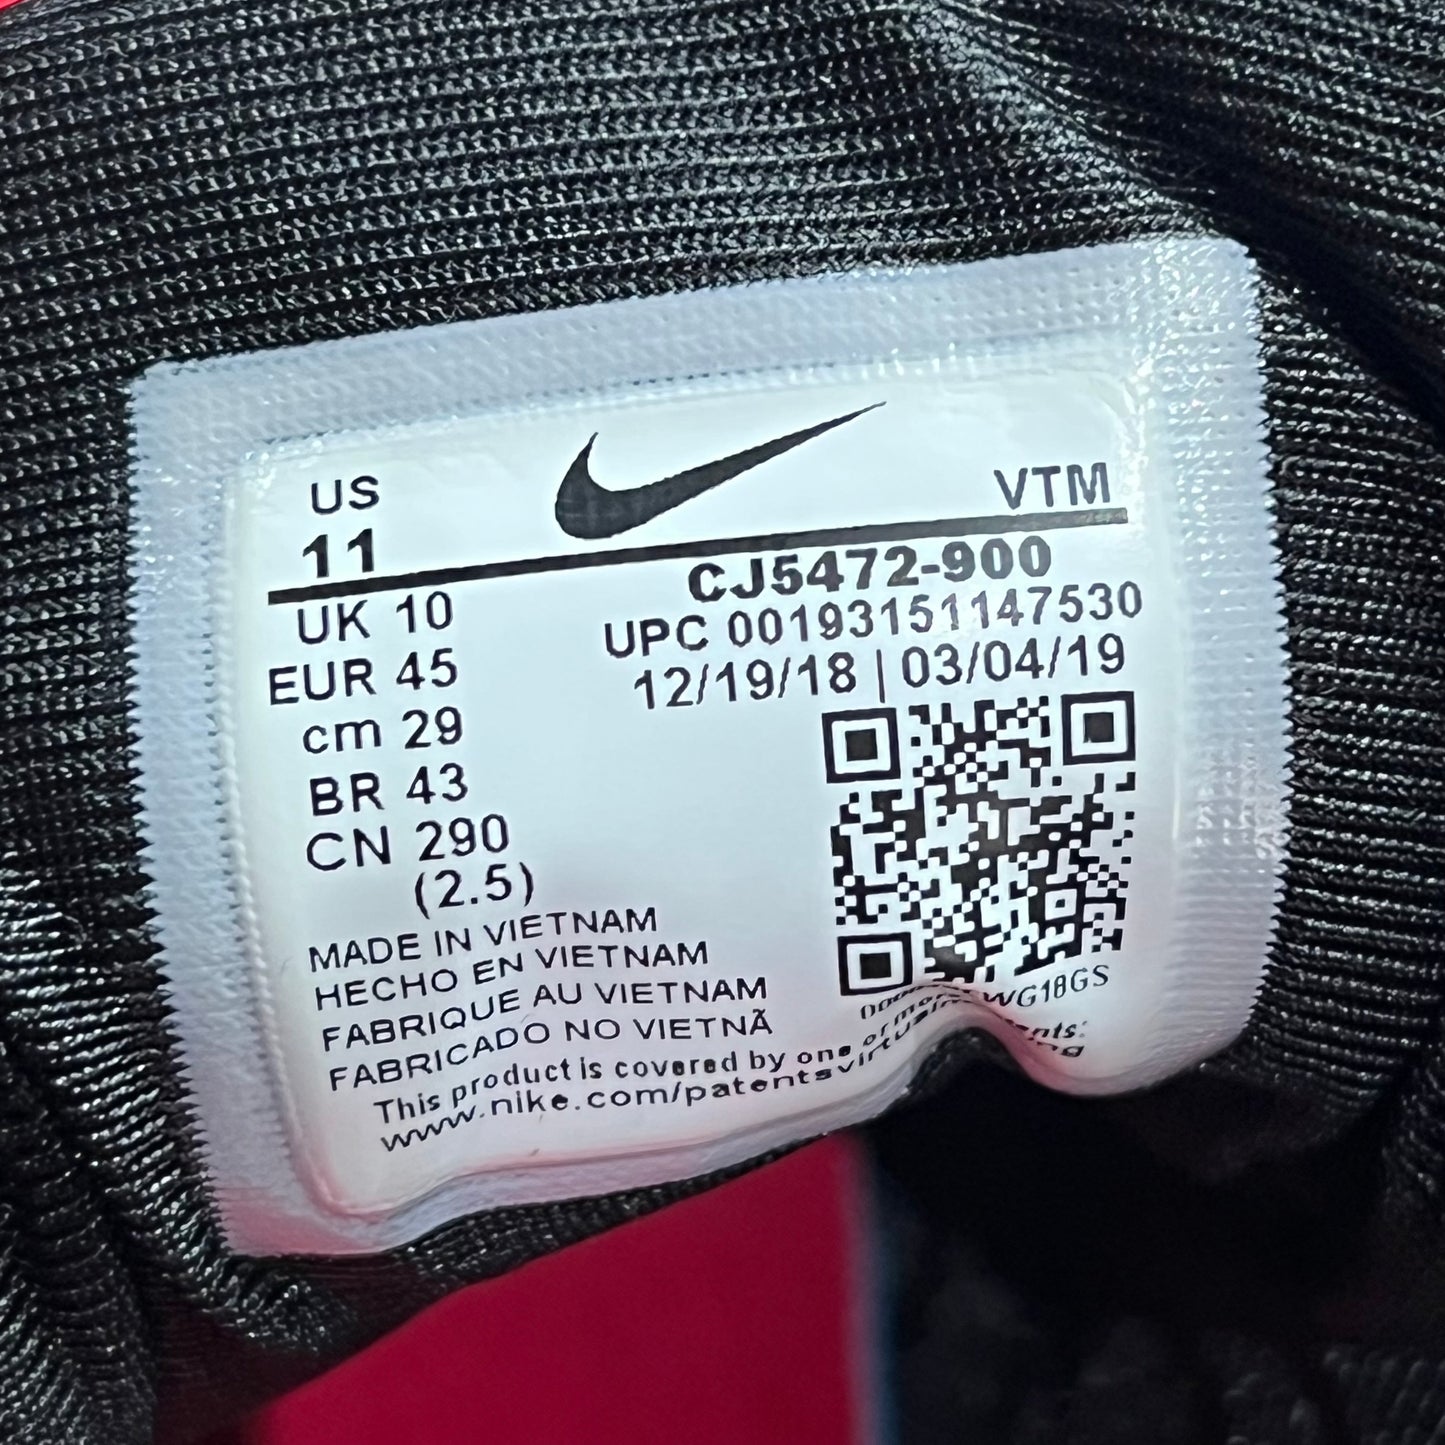 US
11
VTM
UK 10
EUR 45
cm 29
BR 43
CN 290
(2.5)
CJ5472-900
UPC 00193151147530
12/19/18 | 03/04/19
WG18GS
MADE IN VIETNAM
HECHO EN VIETNAM
FABRIQUE AU VIETNAM
FABRICADO NO VIETNÃ
This product is covered by one or more
www.nike.com/patentsvirtual